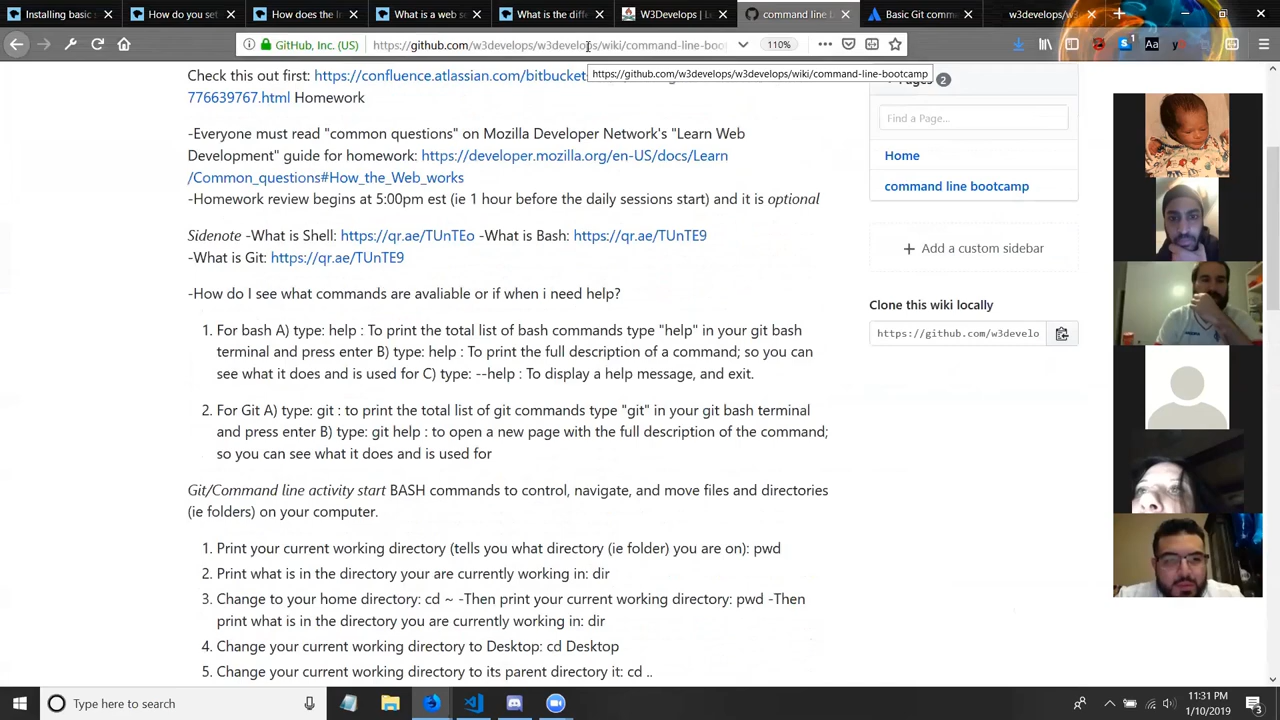 Installing basic
How do you set
How does the In
What is a web se
What is the diffe
W3Develops | Le
command line b
Basic Git comma
w3develops/w3
GitHub, Inc. (US)
https://github.com/w3develops/w3develops/wiki/command-line-boo
110%
https://github.com/w3develops/w3develops/wiki/command-line-bootcamp
Check this out first: https://confluence.atlassian.com/bitbucket
776639767.html Homework
-Everyone must read "common questions" on Mozilla Developer Network's "Learn Web
Development" guide for homework: https://developer.mozilla.org/en-US/docs/Learn
/Common_questions#How_the_Web_works
-Homework review begins at 5:00pm est (ie 1 hour before the daily sessions start) and it is optional
Sidenote -What is Shell: https://qr.ae/TUnTEo -What is Bash: https://qr.ae/TUnTE9
-What is Git: https://qr.ae/TUnTE9
-How do I see what commands are avaliable or if when i need help?
1. For bash A) type: help : To print the total list of bash commands type "help" in your git bash
terminal and press enter B) type: help : To print the full description of a command; so you can
see what it does and is used for C) type: --help : To display a help message, and exit.
2. For Git A) type: git : to print the total list of git commands type "git" in your git bash terminal
and press enter B) type: git help : to open a new page with the full description of the command;
so you can see what it does and is used for
Git/Command line activity start BASH commands to control, navigate, and move files and directories
(ie folders) on your computer.
1. Print your current working directory (tells you what directory (ie folder) you are on): pwd
2. Print what is in the directory your are currently working in: dir
3. Change to your home directory: cd ~ -Then print your current working directory: pwd -Then
print what is in the directory you are currently working in: dir
4. Change your current working directory to Desktop: cd Desktop
5. Change your current working directory to its parent directory it: cd ..
Pages 2
Find a Page...
Home
command line bootcamp
+ Add a custom sidebar
Clone this wiki locally
https://github.com/w3develo
Type here to search
11:31 PM
1/10/2019
3